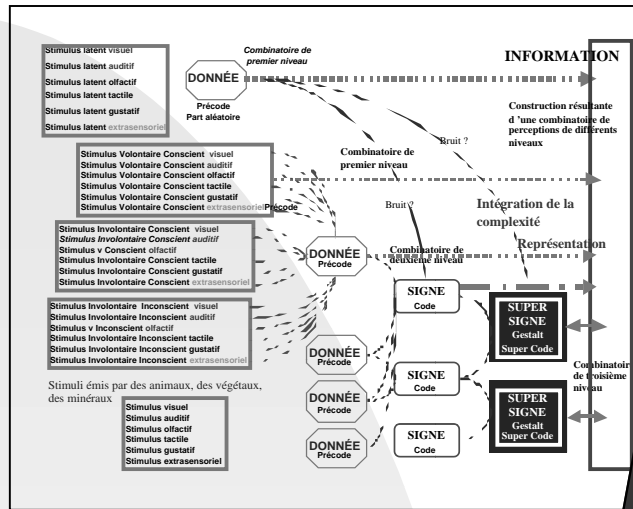 Stimulus latent visuel
Stimulus latent auditif
Stimulus latent olfactif
Stimulus latent tactile
Stimulus latent gustatif
Stimulus latent extrasensoriel
DONNÉE
Précode
Part aléatoire
Combinatoire de
premier niveau
INFORMATION
Construction résultante
d 'une combinatoire de
perceptions de différents
niveaux
Combinatoire de
premier niveau
Bruit ?
Stimulus Volontaire Conscient visuel
Stimulus Volontaire Conscient auditif
Stimulus Volontaire Conscient olfactif
Stimulus Volontaire Conscient tactile
Stimulus Volontaire Conscient gustatif
Stimulus Volontaire Conscient extrasensorielPrécode
Bruit ?
Intégration de la
complexité
Représentation
Stimulus Involontaire Conscient visuel
Stimulus Involontaire Conscient auditif
Stimulus v Conscient olfactif
Stimulus Involontaire Conscient tactile
Stimulus Involontaire Conscient gustatif
Stimulus Involontaire Conscient extrasensoriel
DONNÉE
Précode
Combinatoire de
deuxième niveau
SIGNE
Code
SUPER
SIGNE
Gestalt
Super Code
Stimulus Involontaire Inconscient visuel
Stimulus Involontaire Inconscient auditif
Stimulus v Inconscient olfactif
Stimulus Involontaire Inconscient tactile
Stimulus Involontaire Inconscient gustatif
Stimulus Involontaire Inconscient extrasensoriel
DONNÉE
Précode
SIGNE
Code
Combinatoire
de troisième
niveau
Stimuli émis par des animaux, des végétaux,
des minéraux
Stimulus visuel
Stimulus auditif
Stimulus olfactif
Stimulus tactile
Stimulus gustatif
Stimulus extrasensoriel
DONNÉE
Précode
DONNÉE
Précode
SIGNE
Code
SUPER
SIGNE
Gestalt
Super Code